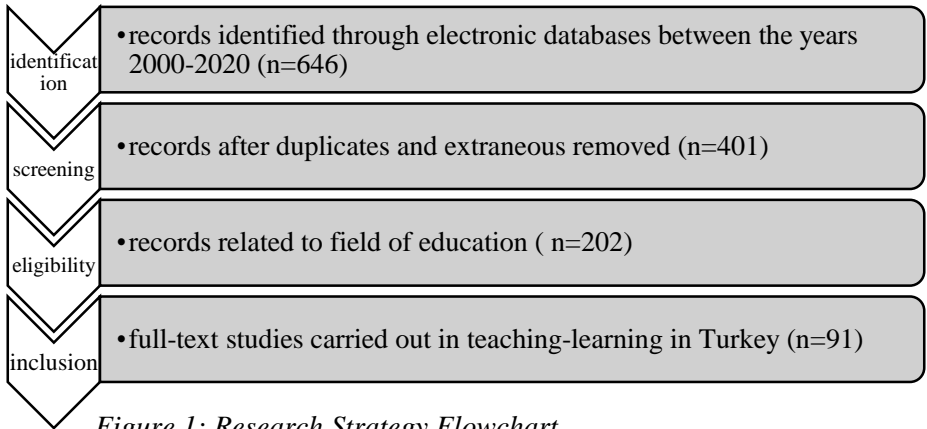 identificat
ion
•records identified through electronic databases between the years
2000-2020 (n=646)
screening
•records after duplicates and extraneous removed (n=401)
eligibility
•records related to field of education ( n=202)
inclusion
•full-text studies carried out in teaching-learning in Turkey (n=91)
Figure 1: Research Strategy Flowchart